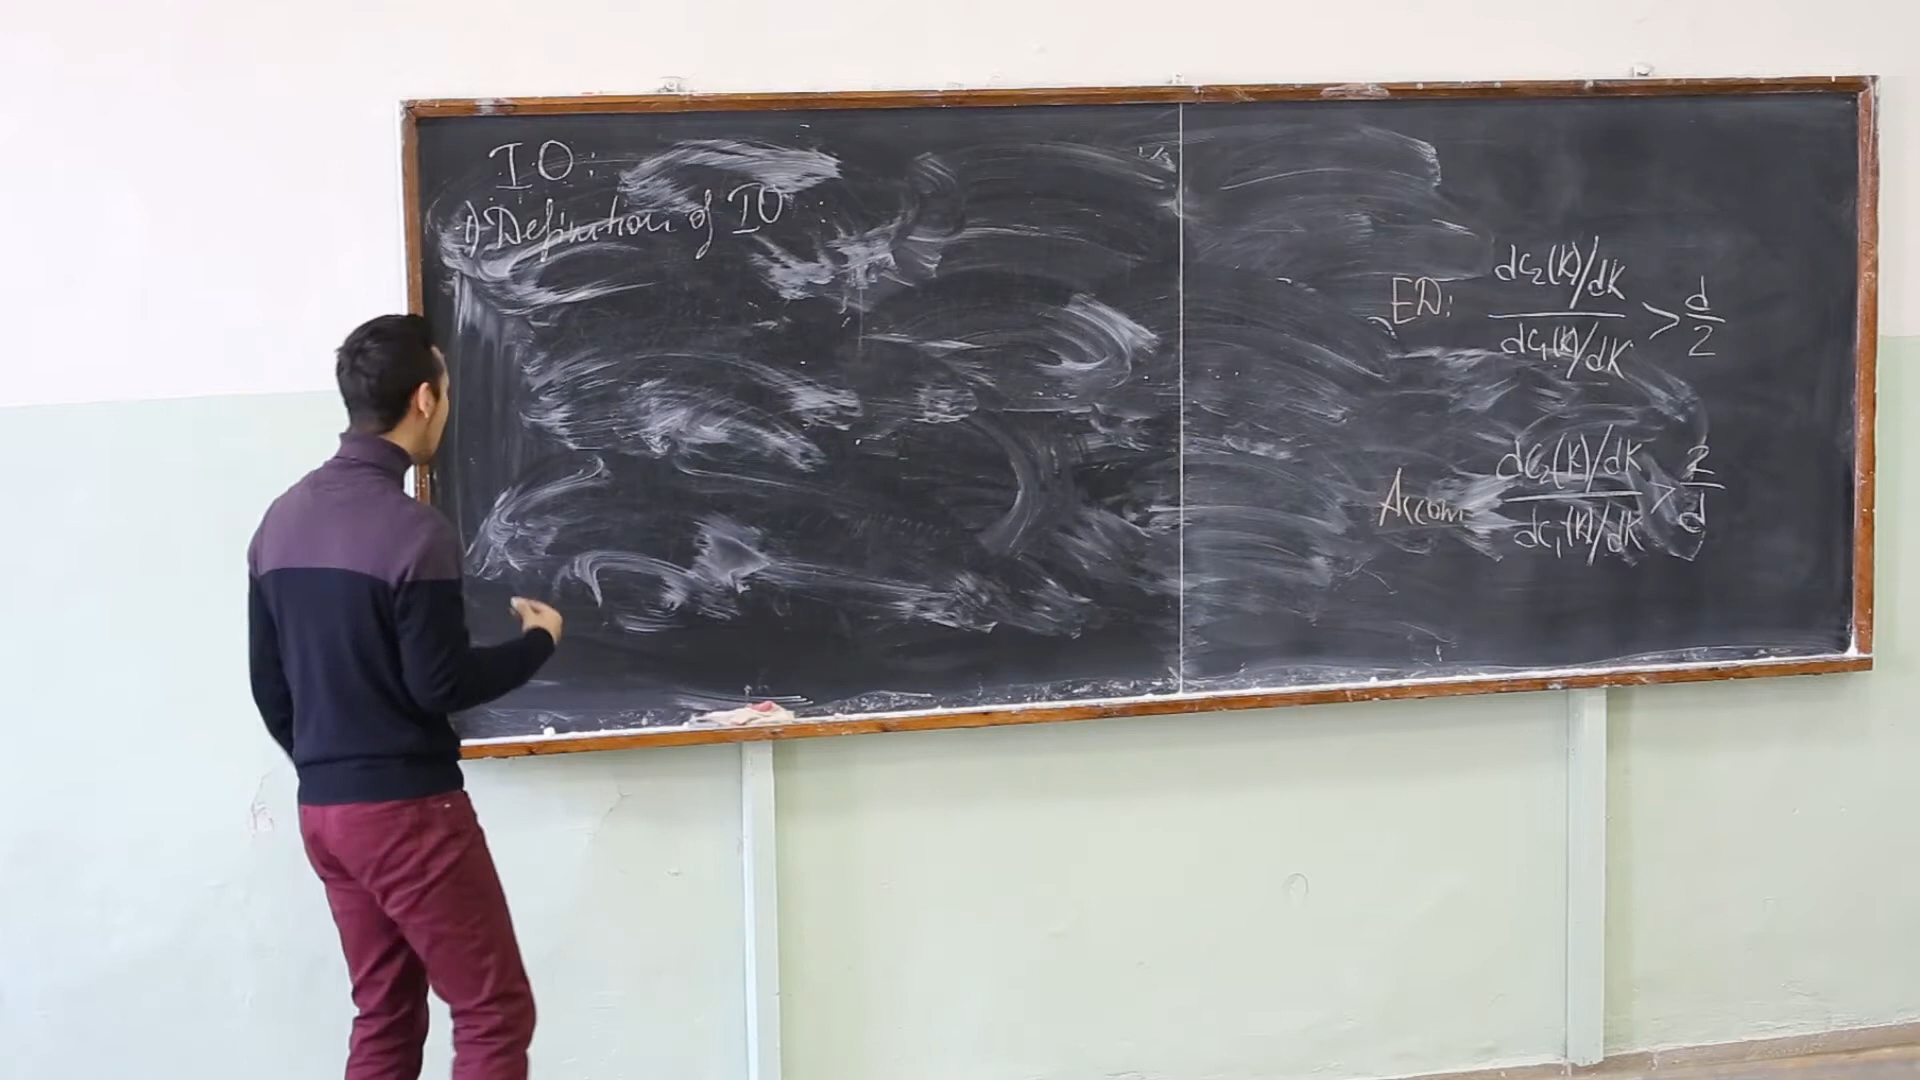 IO:
1) Definition of IO
ED: dc₂(K)/dK / dc₁(K)/dK > d/2
Accom dc₂(K)/dK / dc₁(K)/dK > 2/d